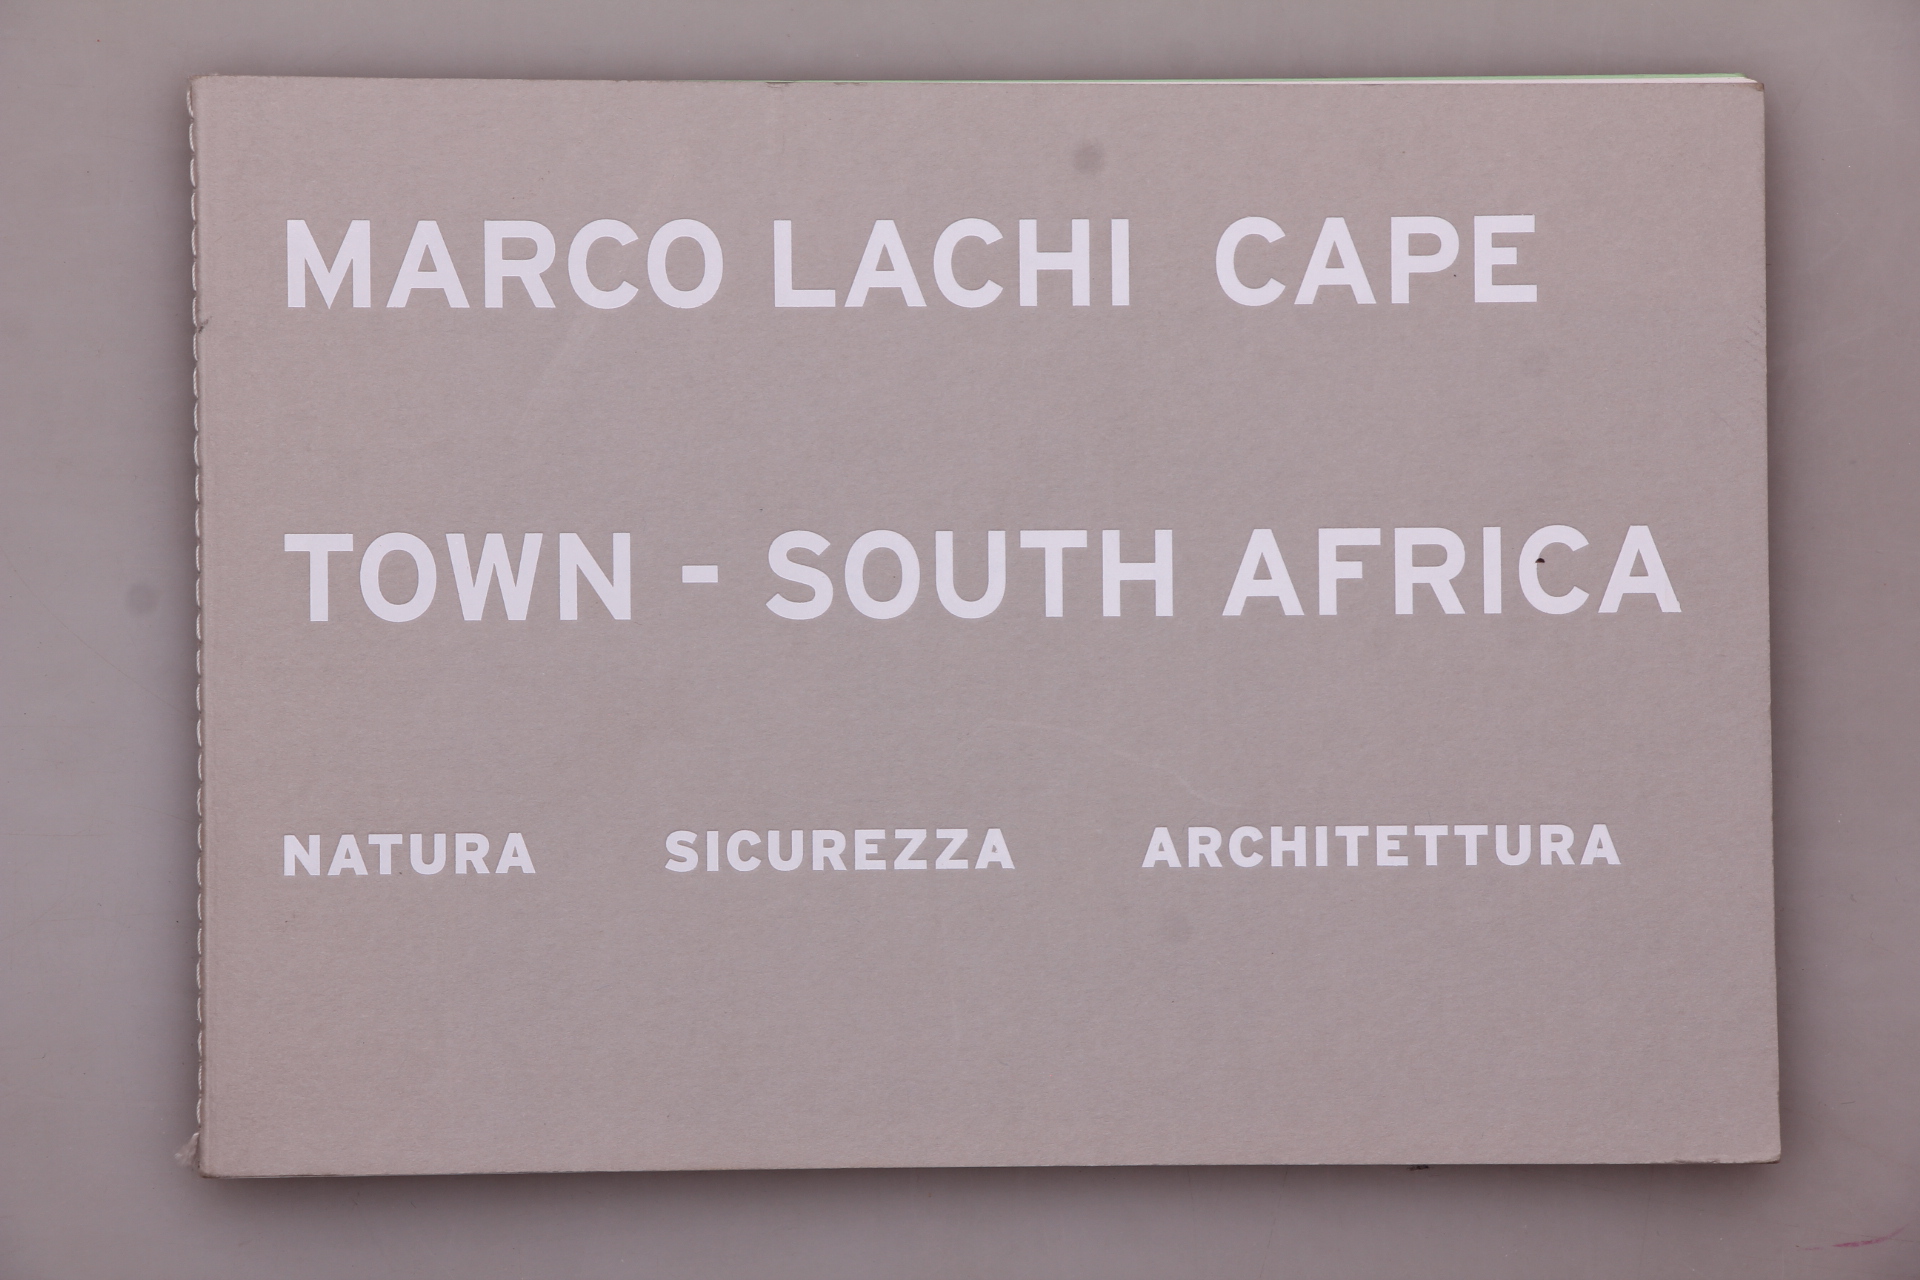 MARCO LACHI CAPE
TOWN - SOUTH AFRICA
NATURA SICUREZZA ARCHITETTURA